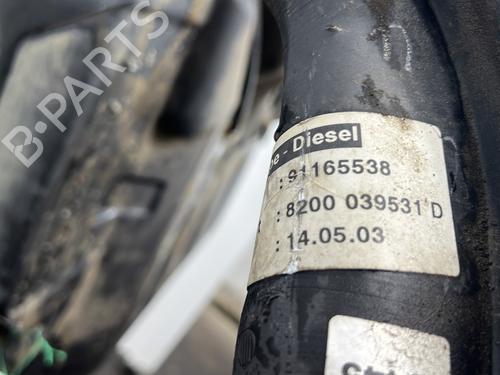 B-PARTS
- Diesel
: 91165538
: 8200 039531 D
: 14.05.03